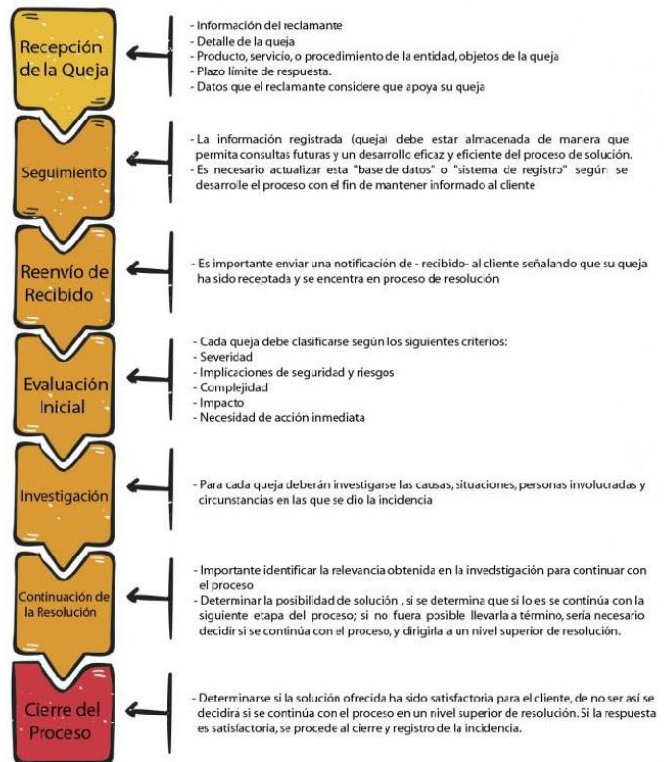 Recepción
de la Queja
- Información del reclamante
- Detalle de la queja
- Producto, servicio, o procedimiento de la entidad, objetos de la queja
- Plazo límite de respuesta.
- Datos que el reclamante considere que apoya su queja
Seguimiento
- La información registrada (queja) debe estar almacenada de manera que
permita consultas futuras y un desarrollo eficaz y eficiente del proceso de solución.
- Es necesario actualizar esta "base de datos" o "sistema de registro" según se
desarrolle el proceso con el fin de mantener informado al cliente
Reenvío de
Recibido
- Es importante enviar una notificación de - recibido- al cliente señalando que su queja
ha sido receptada y se encentra en proceso de resolución
Evaluación
Inicial
- Cada queja debe clasificarse según los siguientes criterios:
- Severidad
- Implicaciones de seguridad y riesgos
- Complejidad
- Impacto
- Necesidad de acción inmediata
Investigación
- Para cada queja deberán investigarse las causas, situaciones, personas involucradas y
circunstancias en las que se dio la incidencia
Continuación de
la Resolución
- Importante identificar la relevancia obtenida en la invedstigación para continuar con
el proceso
- Determinar la posibilidad de solución , si se determina que si lo es se continúa con la
siguiente etapa del proceso; si no fuera posible llevarla a término, sería necesario
decidir si se continúa con el proceso, y dirigirla a un nivel superior de resolución.
Cierre del
Proceso
- Determinarse si la solución ofrecida ha sido satisfactoria para el cliente, de no ser así se
decidirá si se continúa con el proceso en un nivel superior de resolución. Si la respuesta
es satisfactoria, se procede al cierre y registro de la incidencia.